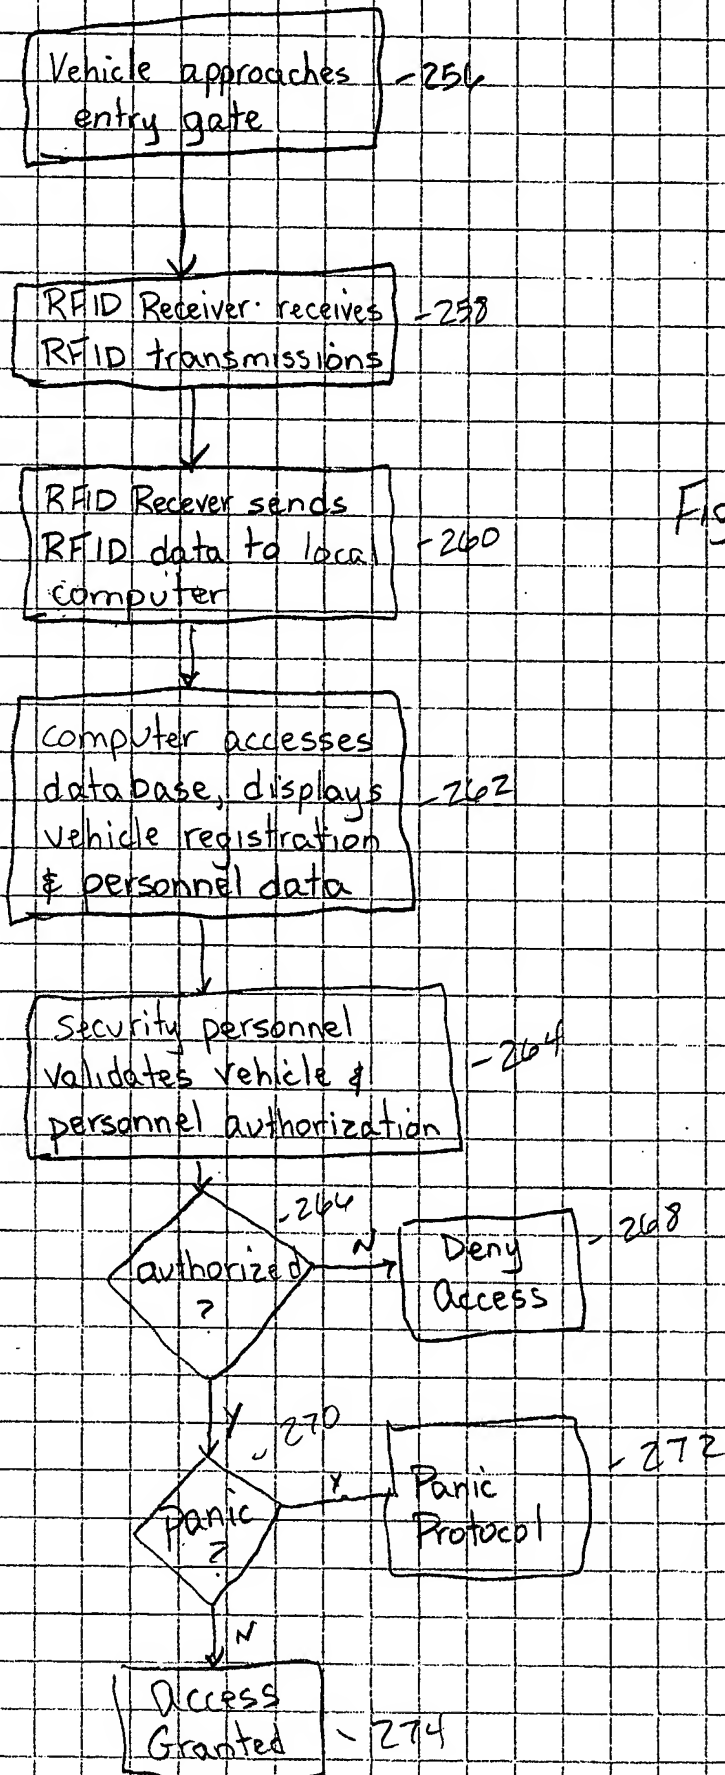 Vehicle approaches
entry gate
-256
RFID Receiver receives
RFID transmissions
-258
RFID Recever sends
RFID data to local
computer
-260
Fig
computer accesses
database, displays
vehicle registration
& personnel data
-262
Security personnel
validates vehicle &
personnel authorization
-264
-266
authorized
?
N
Deny
Access
-268
Y
-270
Panic
?
Y
Panic
Protocol
-272
N
Access
Granted
-274